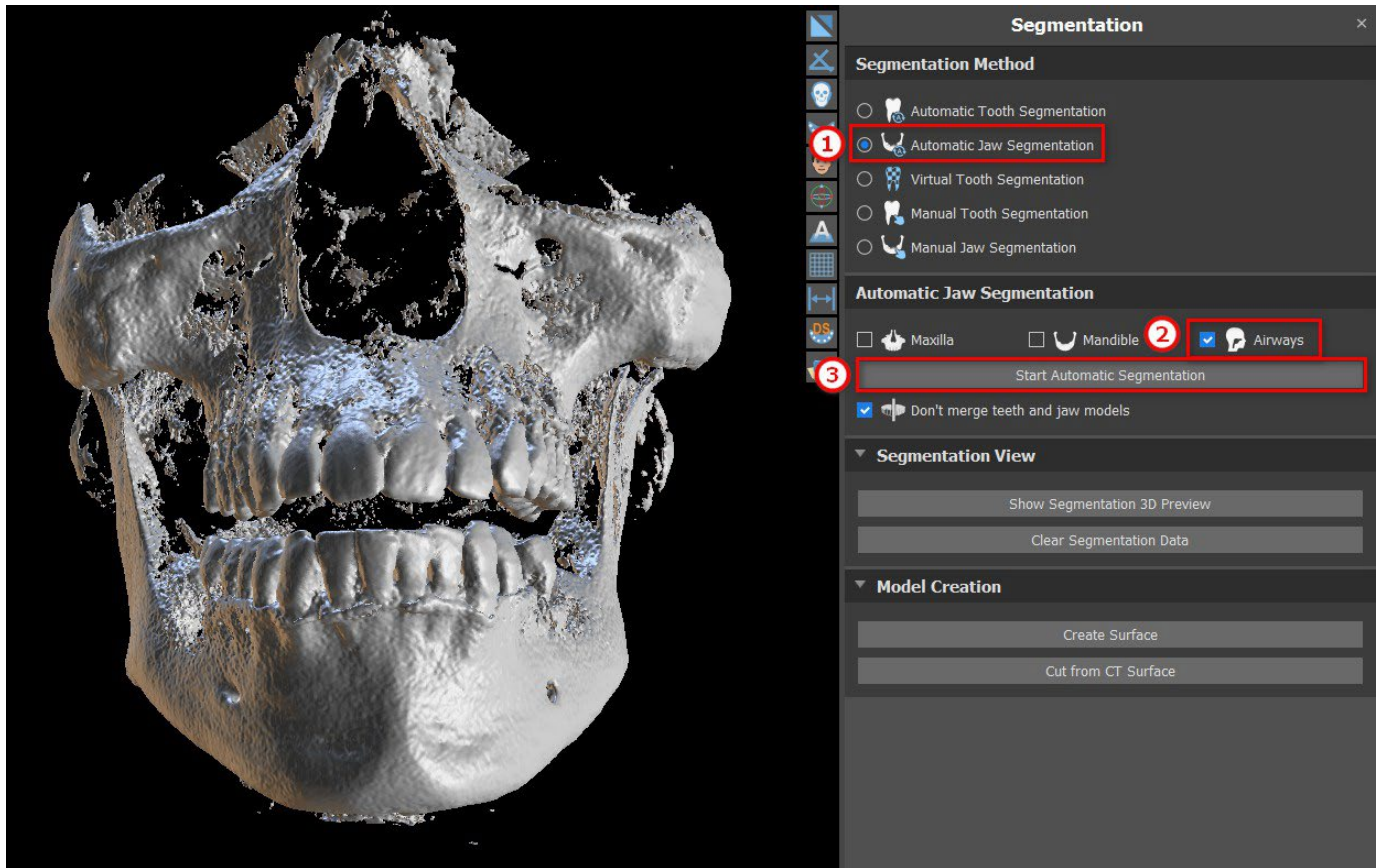 Segmentation ×
Segmentation Method
Automatic Tooth Segmentation
1 Automatic Jaw Segmentation
Virtual Tooth Segmentation
Manual Tooth Segmentation
Manual Jaw Segmentation
Automatic Jaw Segmentation
Maxilla Mandible 2 Airways
3 Start Automatic Segmentation
Don't merge teeth and jaw models
Segmentation View
Show Segmentation 3D Preview
Clear Segmentation Data
Model Creation
Create Surface
Cut from CT Surface
A
DS